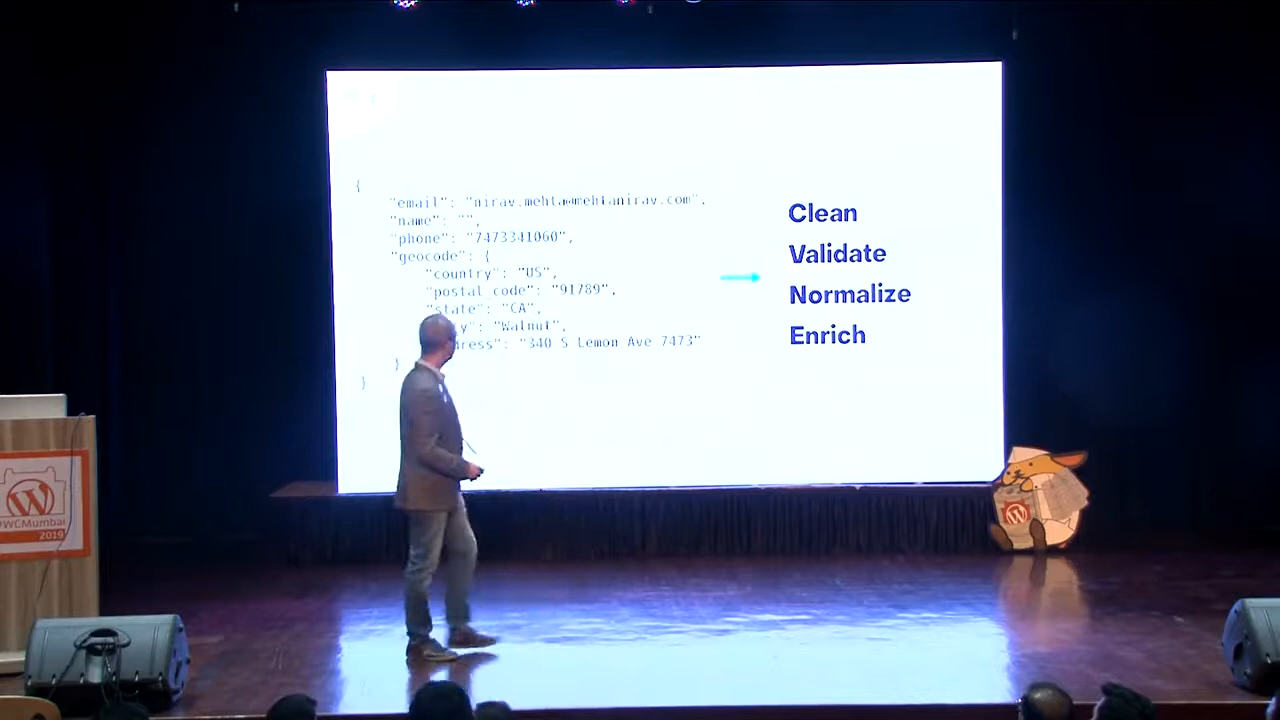 {
"email": "nirav.mehta@mehtanirav.com",
"name": "",
"phone": "7473341060",
"geocode": {
"country": "US",
"postal_code": "91789",
"state": "CA",
y": "Walnut",
ress": "340 S Lemon Ave 7473"
}
}
Clean
Validate
Normalize
Enrich
WCMumbai
2019